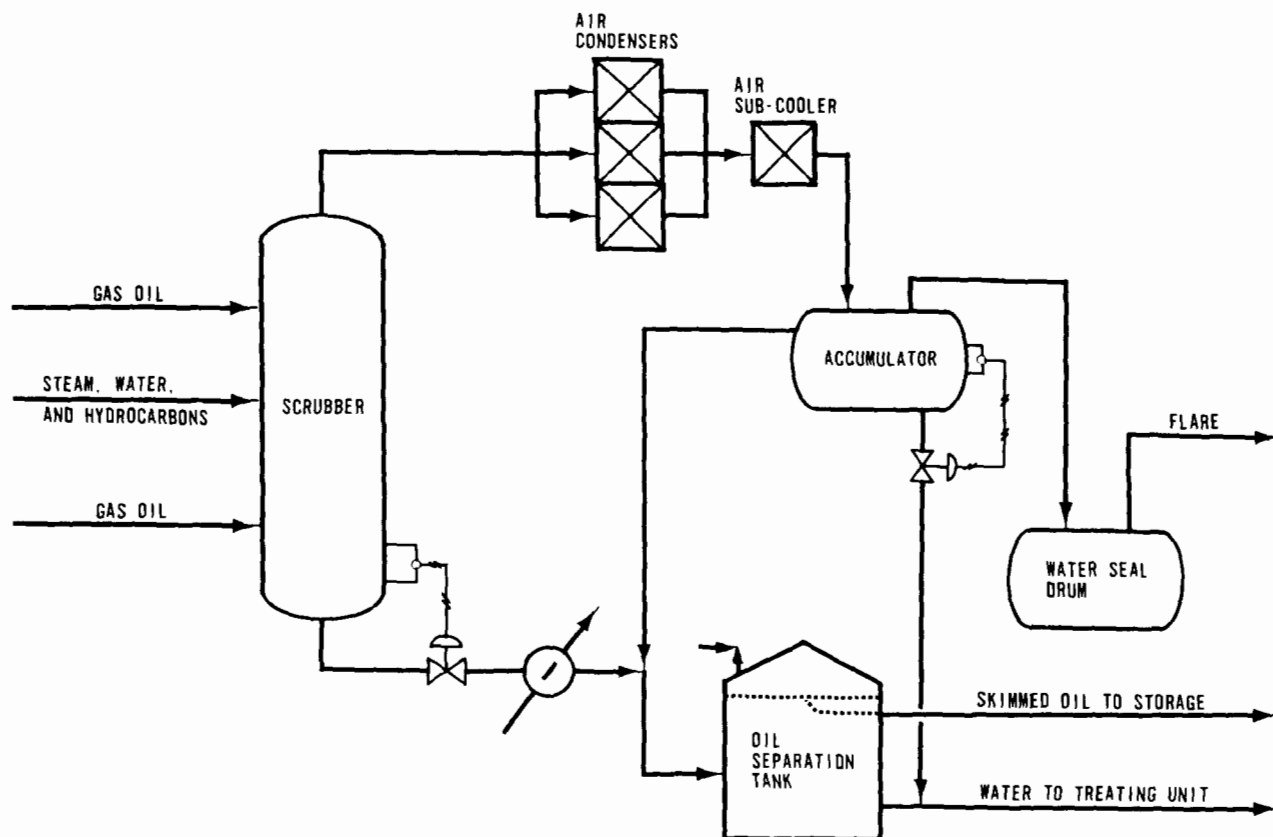 AIR
CONDENSERS
AIR
SUB-COOLER
GAS OIL
STEAM, WATER,
AND HYDROCARBONS
SCRUBBER
GAS OIL
ACCUMULATOR
FLARE
WATER SEAL
DRUM
SKIMMED OIL TO STORAGE
OIL
SEPARATION
TANK
WATER TO TREATING UNIT